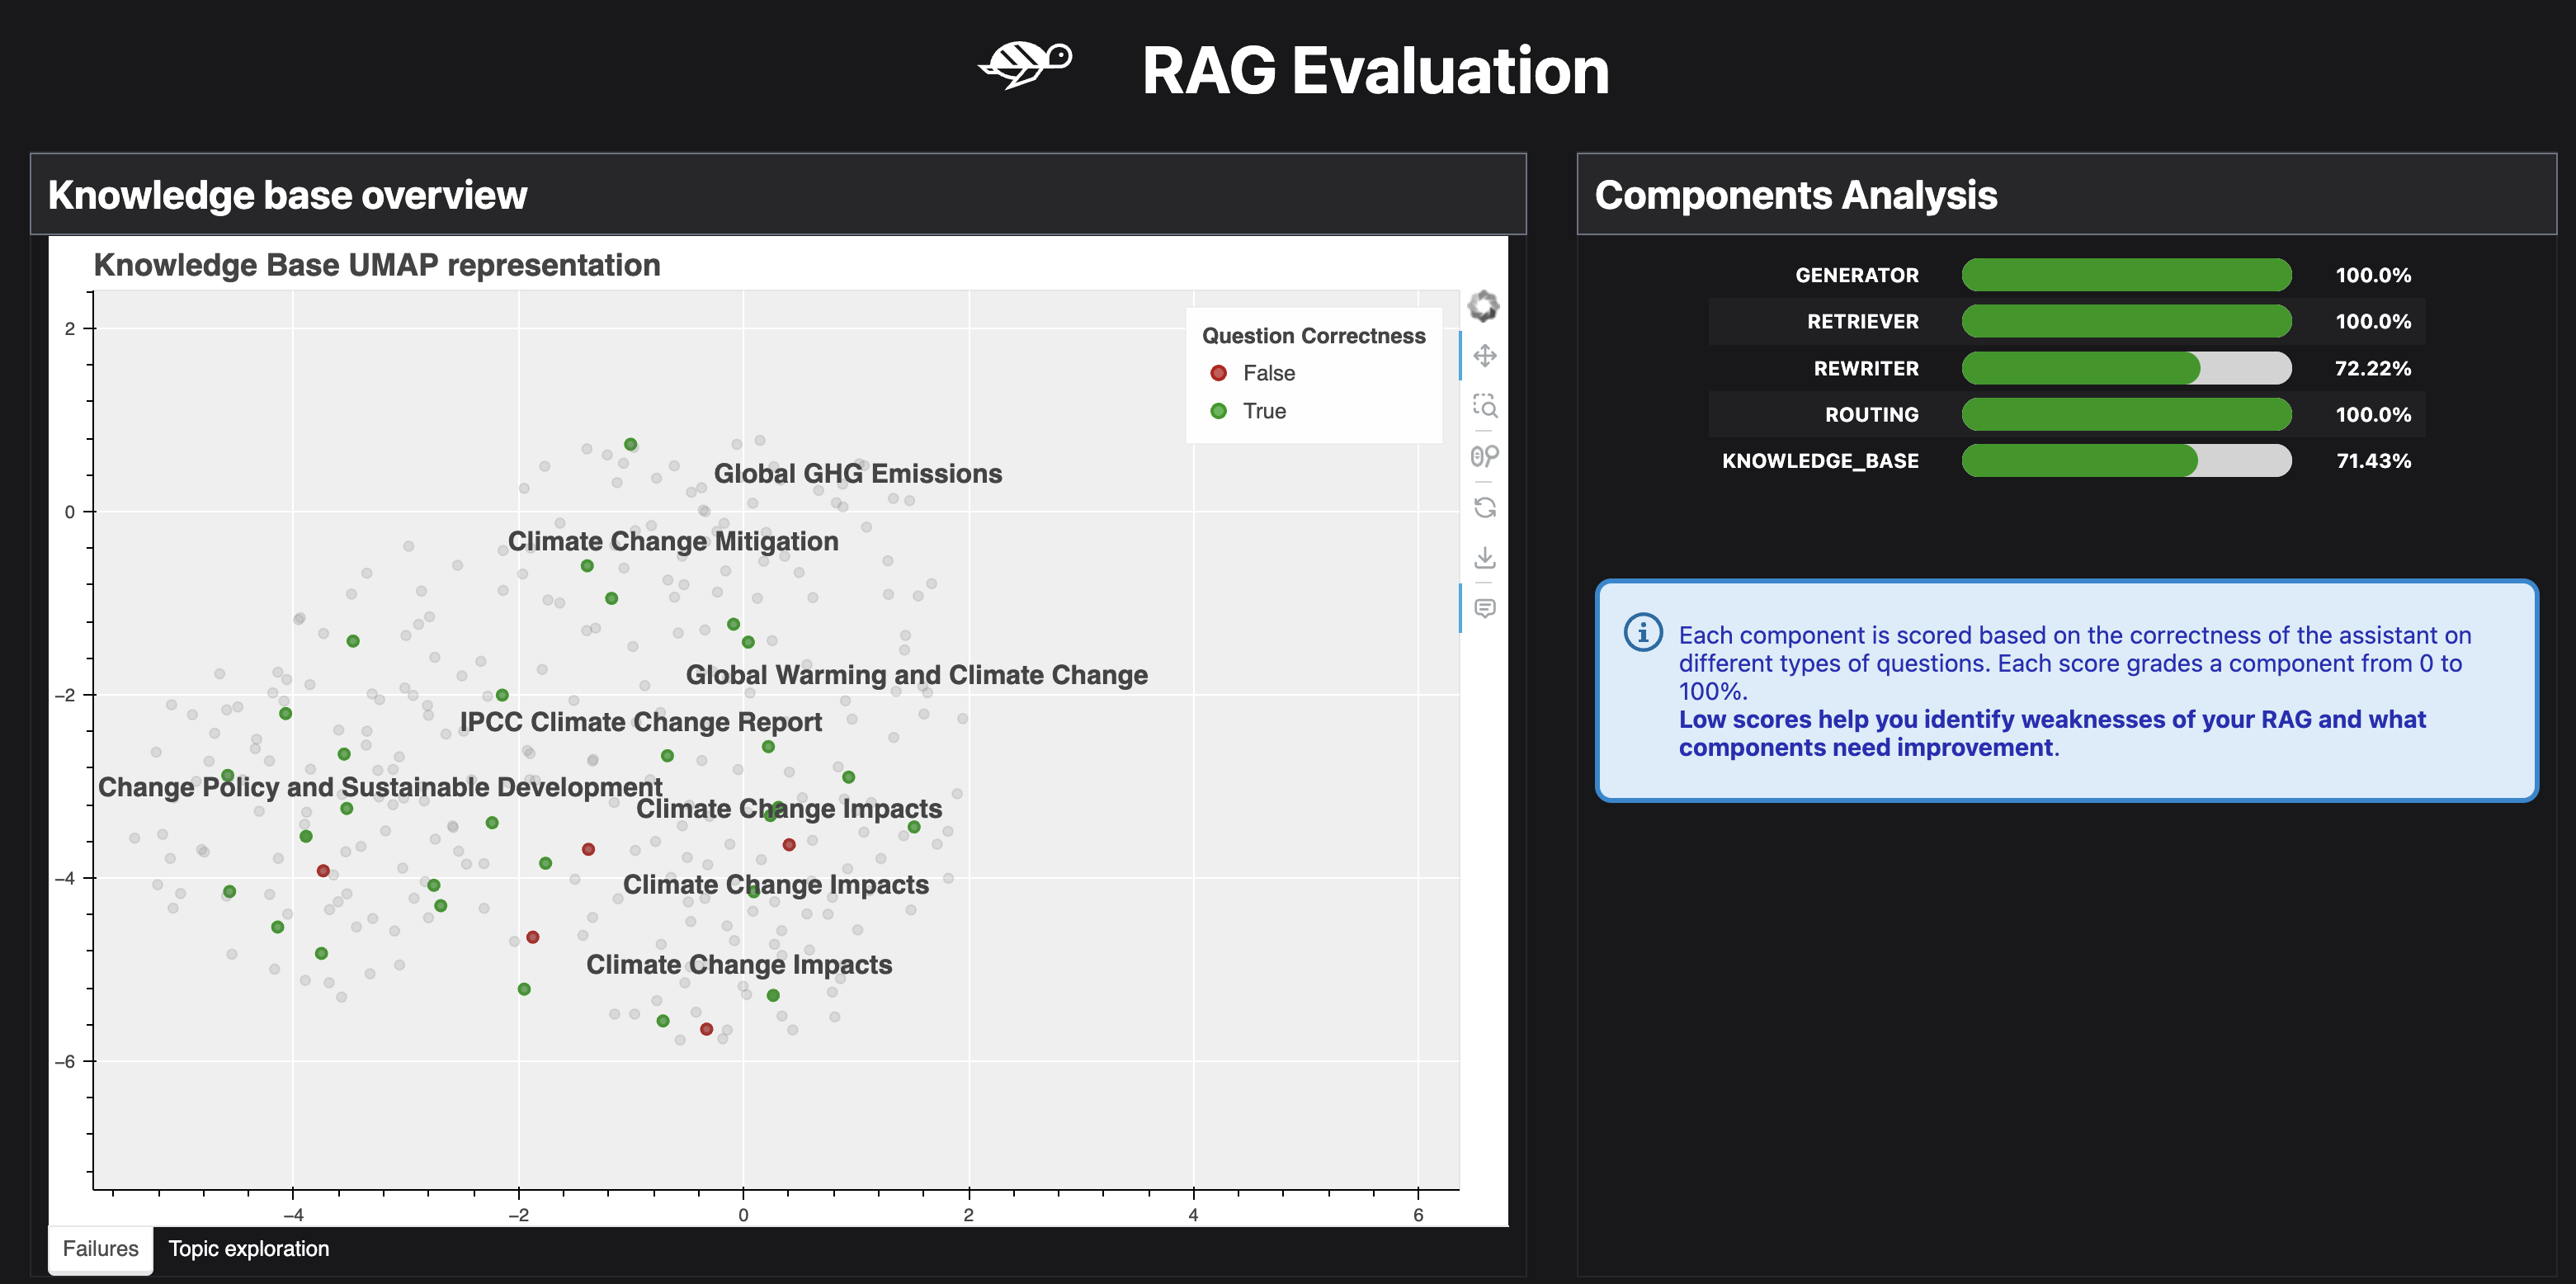 RAG Evaluation
Knowledge base overview
Knowledge Base UMAP representation
2
0
−2
−4
−6
−4
−2
0
2
4
6
Question Correctness
False
True
Global GHG Emissions
Climate Change Mitigation
Global Warming and Climate Change
IPCC Climate Change Report
Change Policy and Sustainable Development
Climate Change Impacts
Climate Change Impacts
Climate Change Impacts
Failures
Topic exploration
Components Analysis
GENERATOR 100.0%
RETRIEVER 100.0%
REWRITER 72.22%
ROUTING 100.0%
KNOWLEDGE_BASE 71.43%
Each component is scored based on the correctness of the assistant on
different types of questions. Each score grades a component from 0 to
100%.
Low scores help you identify weaknesses of your RAG and what
components need improvement.